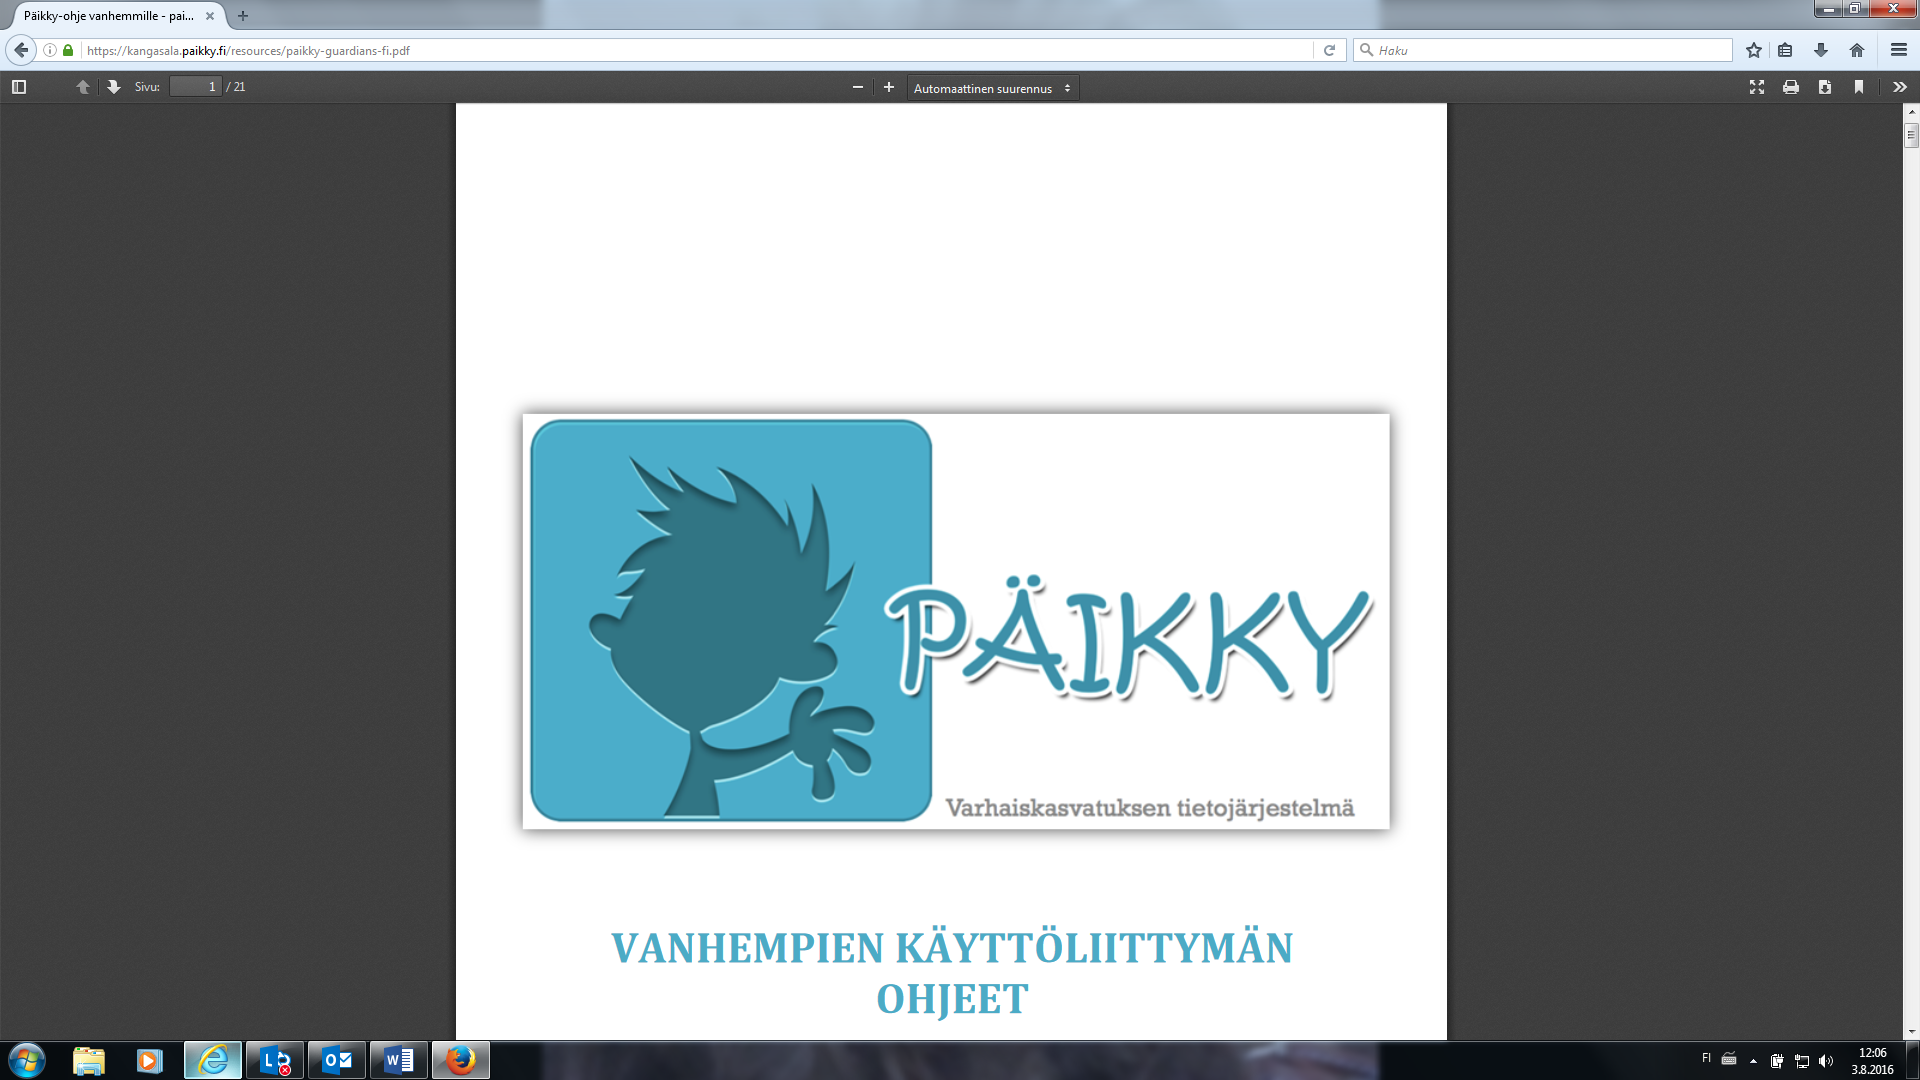 Päikky-ohje vanhemmille - pai...
https://kangasala.paikky.fi/resources/paikky-guardians-fi.pdf
Haku
Sivu: 1 / 21
Automaattinen suurennus
PÄIKKY
Varhaiskasvatuksen tietojärjestelmä
VANHEMPIEN KÄYTTÖLIITTYMÄN
OHJEET
FI
12:06
3.8.2016